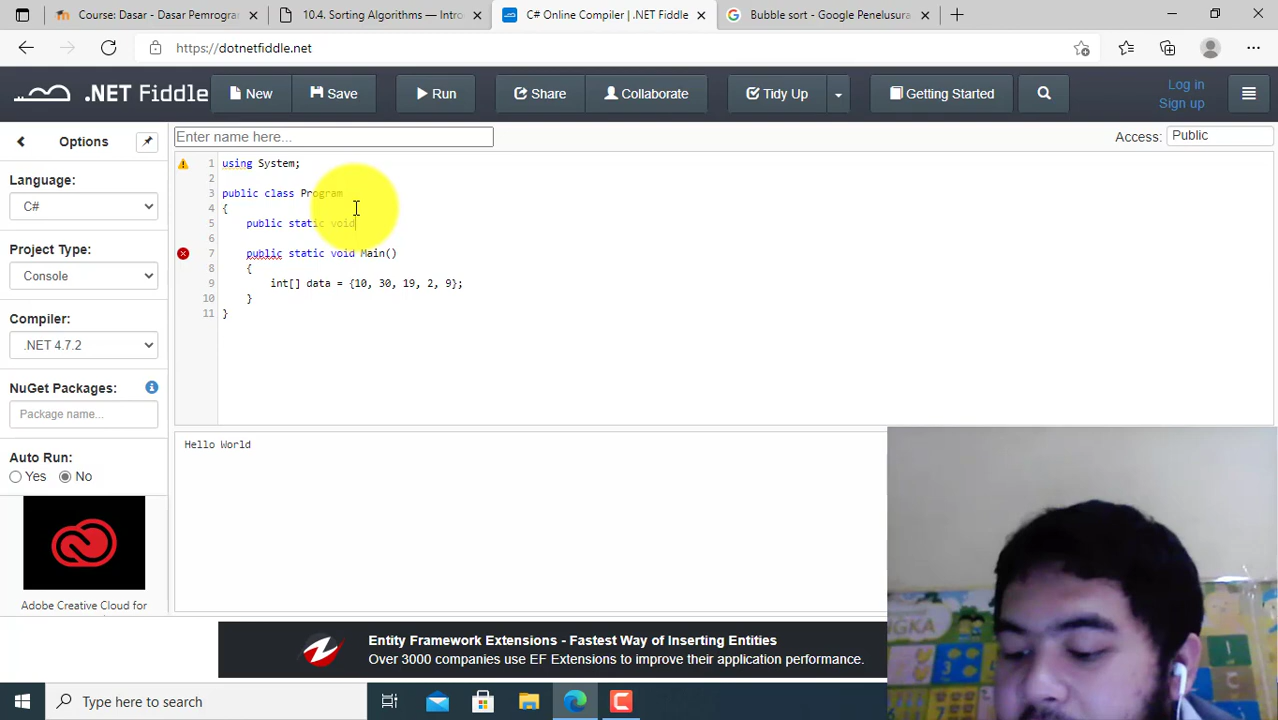 Course: Dasar - Dasar Pemrogra
10.4. Sorting Algorithms — Intro
C# Online Compiler | .NET Fiddle
Bubble sort - Google Penelusura
https://dotnetfiddle.net
.NET Fiddle
New
Save
Run
Share
Collaborate
Tidy Up
Getting Started
Log in
Sign up
Options
Enter name here...
Access:
Public
Language:
C#
Project Type:
Console
Compiler:
.NET 4.7.2
NuGet Packages:
Package name...
Auto Run:
Yes
No
Adobe Creative Cloud for
1 using System;
2
3 public class Program
4 {
5 public static void
6
7 public static void Main()
8 {
9 int[] data = {10, 30, 19, 2, 9};
10 }
11 }
Hello World
Entity Framework Extensions - Fastest Way of Inserting Entities
Over 3000 companies use EF Extensions to improve their application performance.
Type here to search